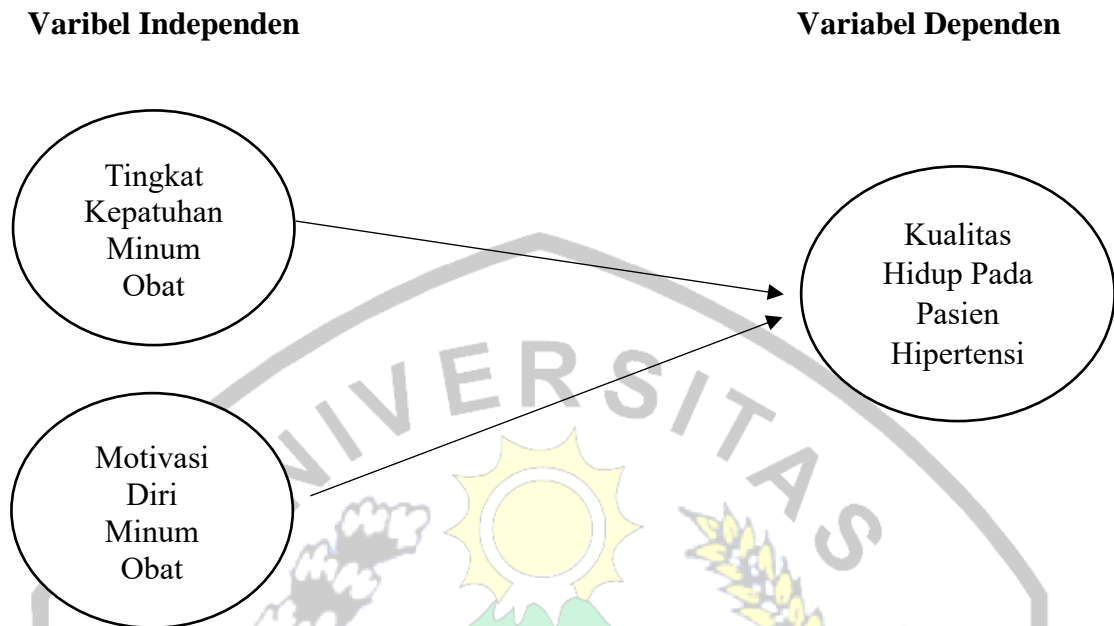 Varibel Independen
Variabel Dependen
Tingkat
Kepatuhan
Minum
Obat
Kualitas
Hidup Pada
Pasien
Hipertensi
Motivasi
Diri
Minum
Obat
UNIVERSITAS